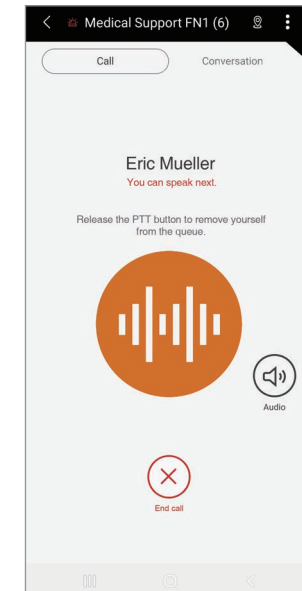 Medical Support FN1 (6)
Call
Conversation
Eric Mueller
You can speak next.
Release the PTT button to remove yourself
from the queue.
Audio
End call